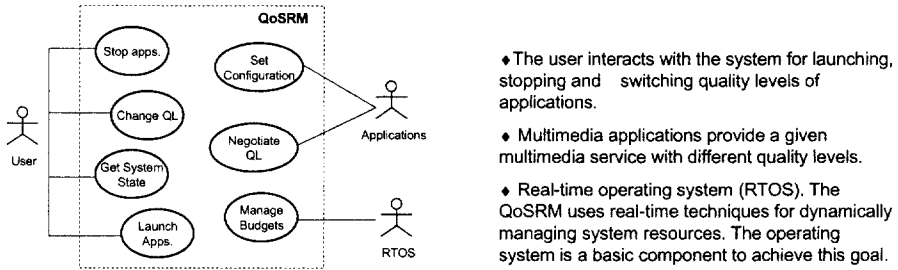 QoSRM
Stop apps.
Set
Configuration
Change QL
Applications
User
Negotiate
QL
Get System
State
Manage
Budgets
Launch
Apps.
RTOS
♦ The user interacts with the system for launching,
stopping and switching quality levels of
applications.
♦ Multimedia applications provide a given
multimedia service with different quality levels.
♦ Real-time operating system (RTOS). The
QoSRM uses real-time techniques for dynamically
managing system resources. The operating
system is a basic component to achieve this goal.